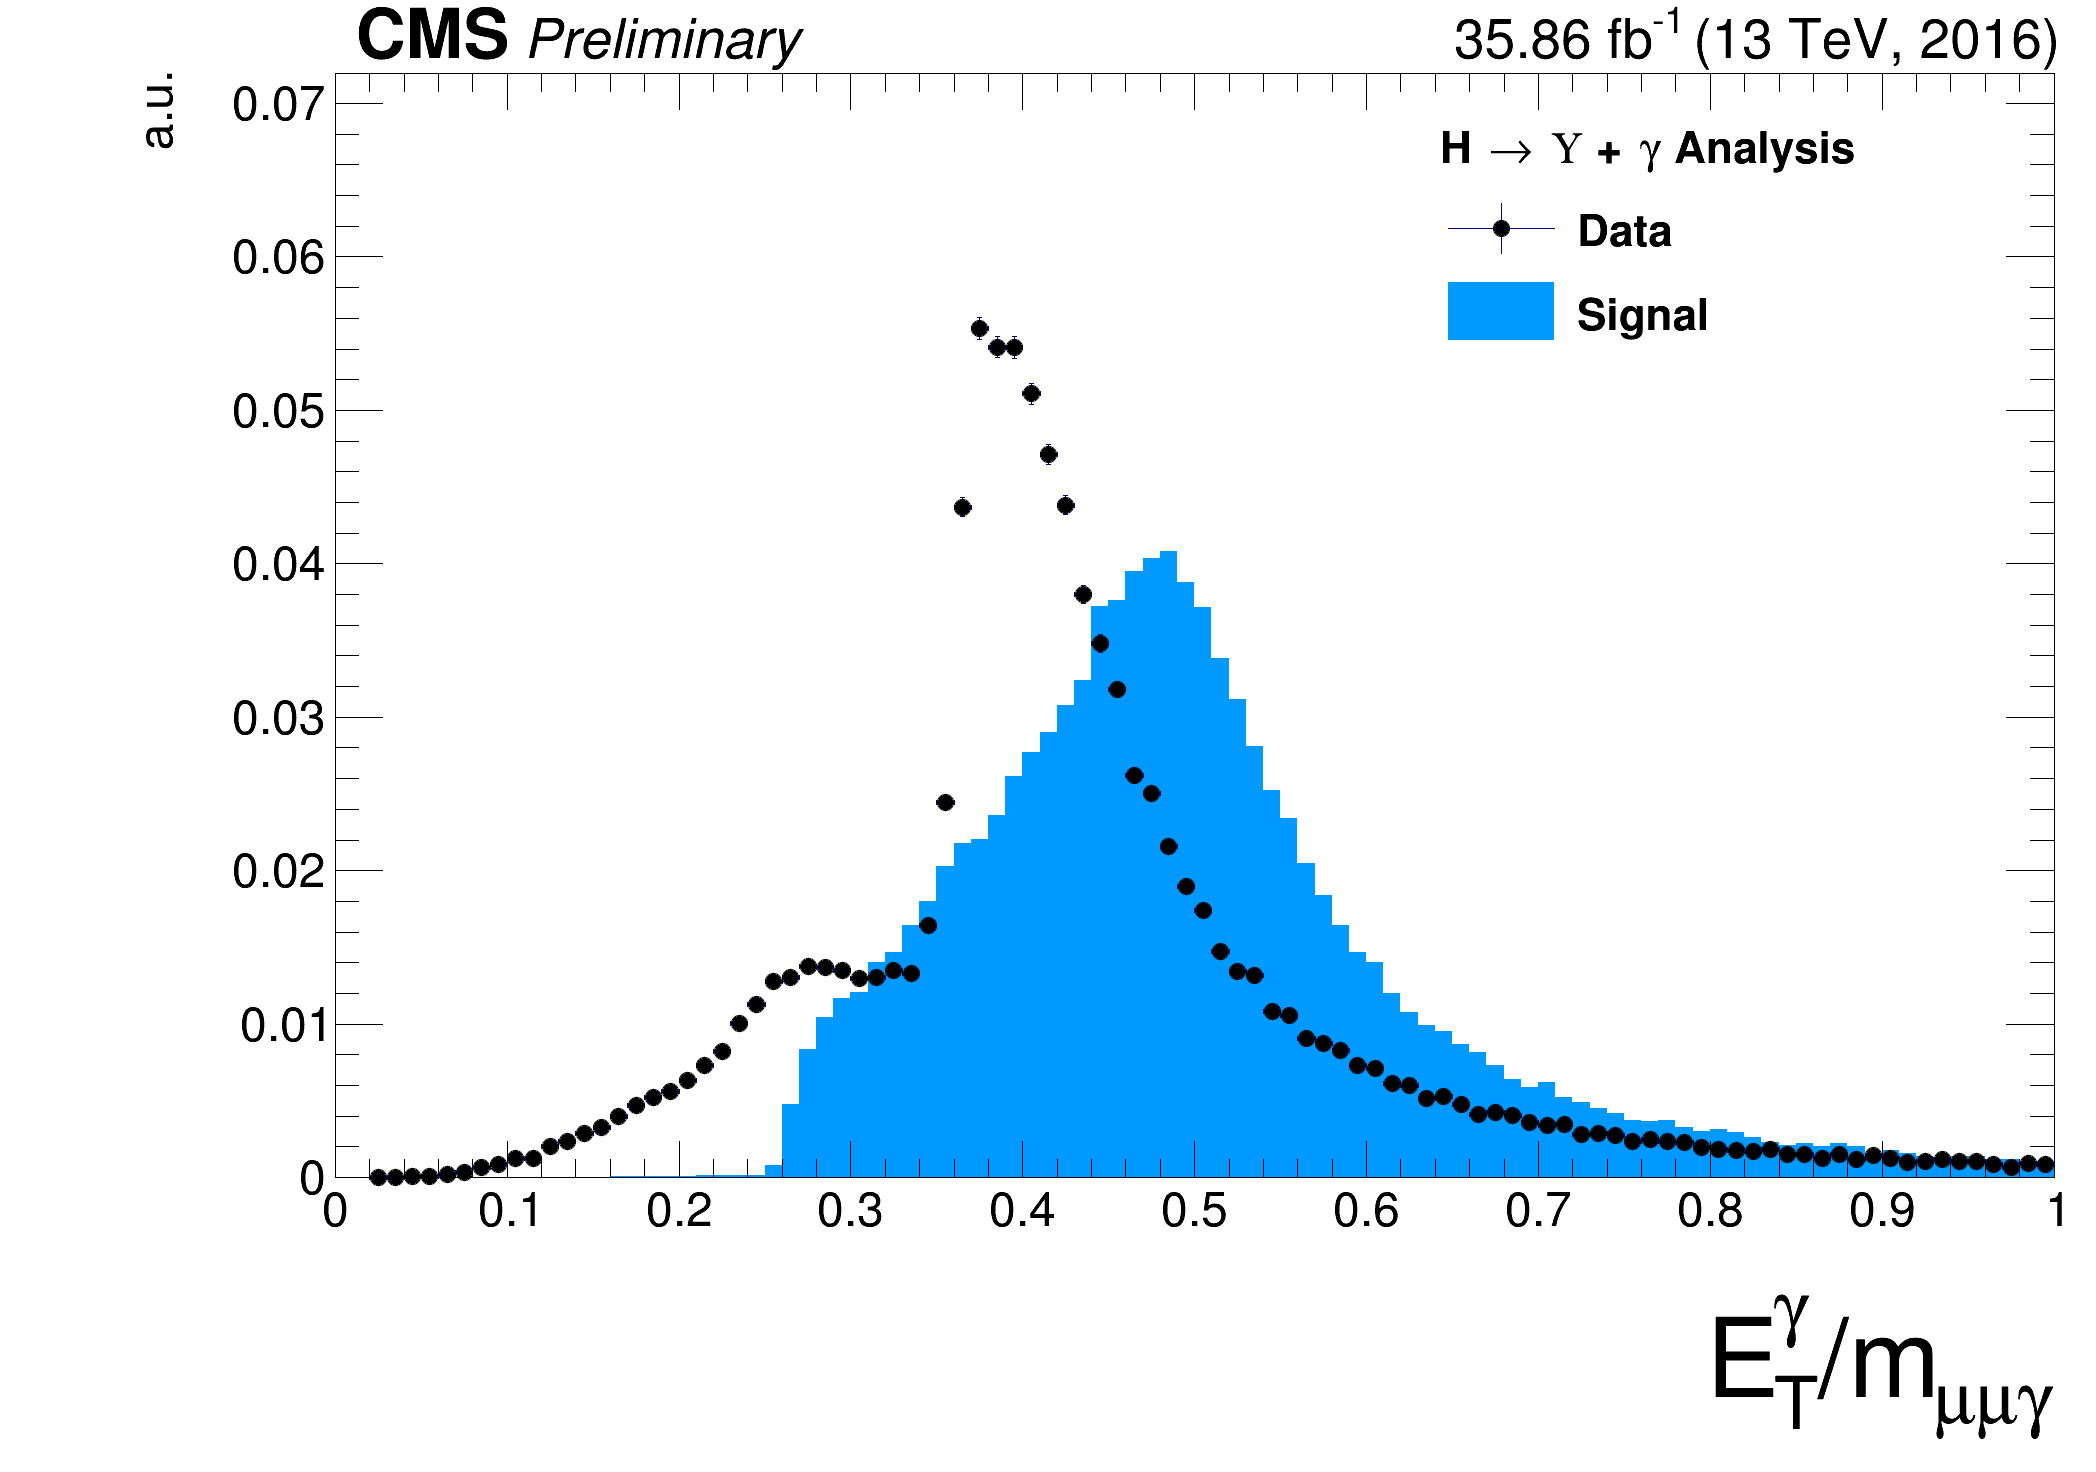 CMS Preliminary 35.86 fb⁻¹ (13 TeV, 2016)
a.u.
H → Υ + γ Analysis
Data
Signal
0.07
0.06
0.05
0.04
0.03
0.02
0.01
0
0 0.1 0.2 0.3 0.4 0.5 0.6 0.7 0.8 0.9 1
E_T^γ/m_μμγ